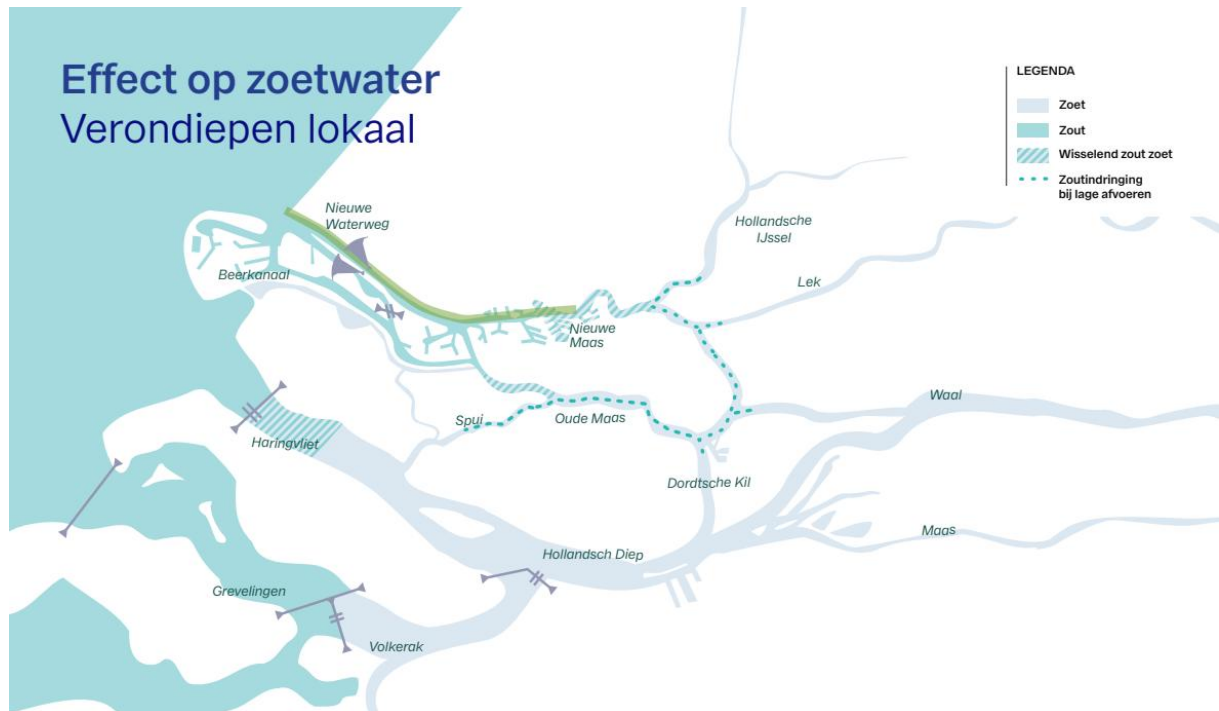 Effect op zoetwater
Verondiepen lokaal
LEGENDA
Zoet
Zout
Wisselend zout zoet
Zoutindringing
bij lage afvoeren
Nieuwe
Waterweg
Hollandsche
IJssel
Beerkanaal
Lek
Nieuwe
Maas
Waal
Spui
Oude Maas
Haringvliet
Dordtsche Kil
Maas
Hollandsch Diep
Grevelingen
Volkerak